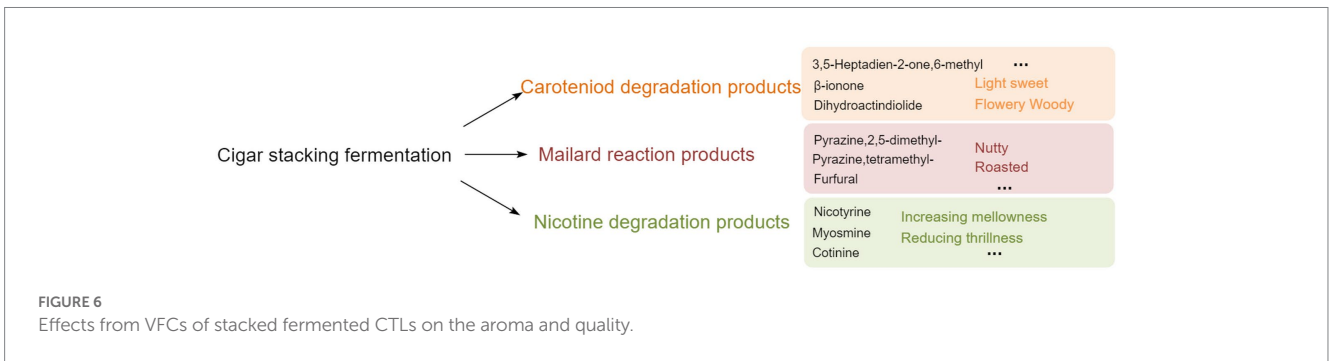 3,5-Heptadien-2-one,6-methyl ...
Caroteniod degradation products
β-ionone
Light sweet
Dihydroactindiolide
Flowery Woody
Cigar stacking fermentation
Mailard reaction products
Pyrazine,2,5-dimethyl-
Nutty
Pyrazine,tetramethyl-
Roasted
Furfural
...
Nicotine degradation products
Nicotyrine
Increasing mellowness
Myosmine
Reducing thrillness
Cotinine
...
FIGURE 6
Effects from VFCs of stacked fermented CTLs on the aroma and quality.